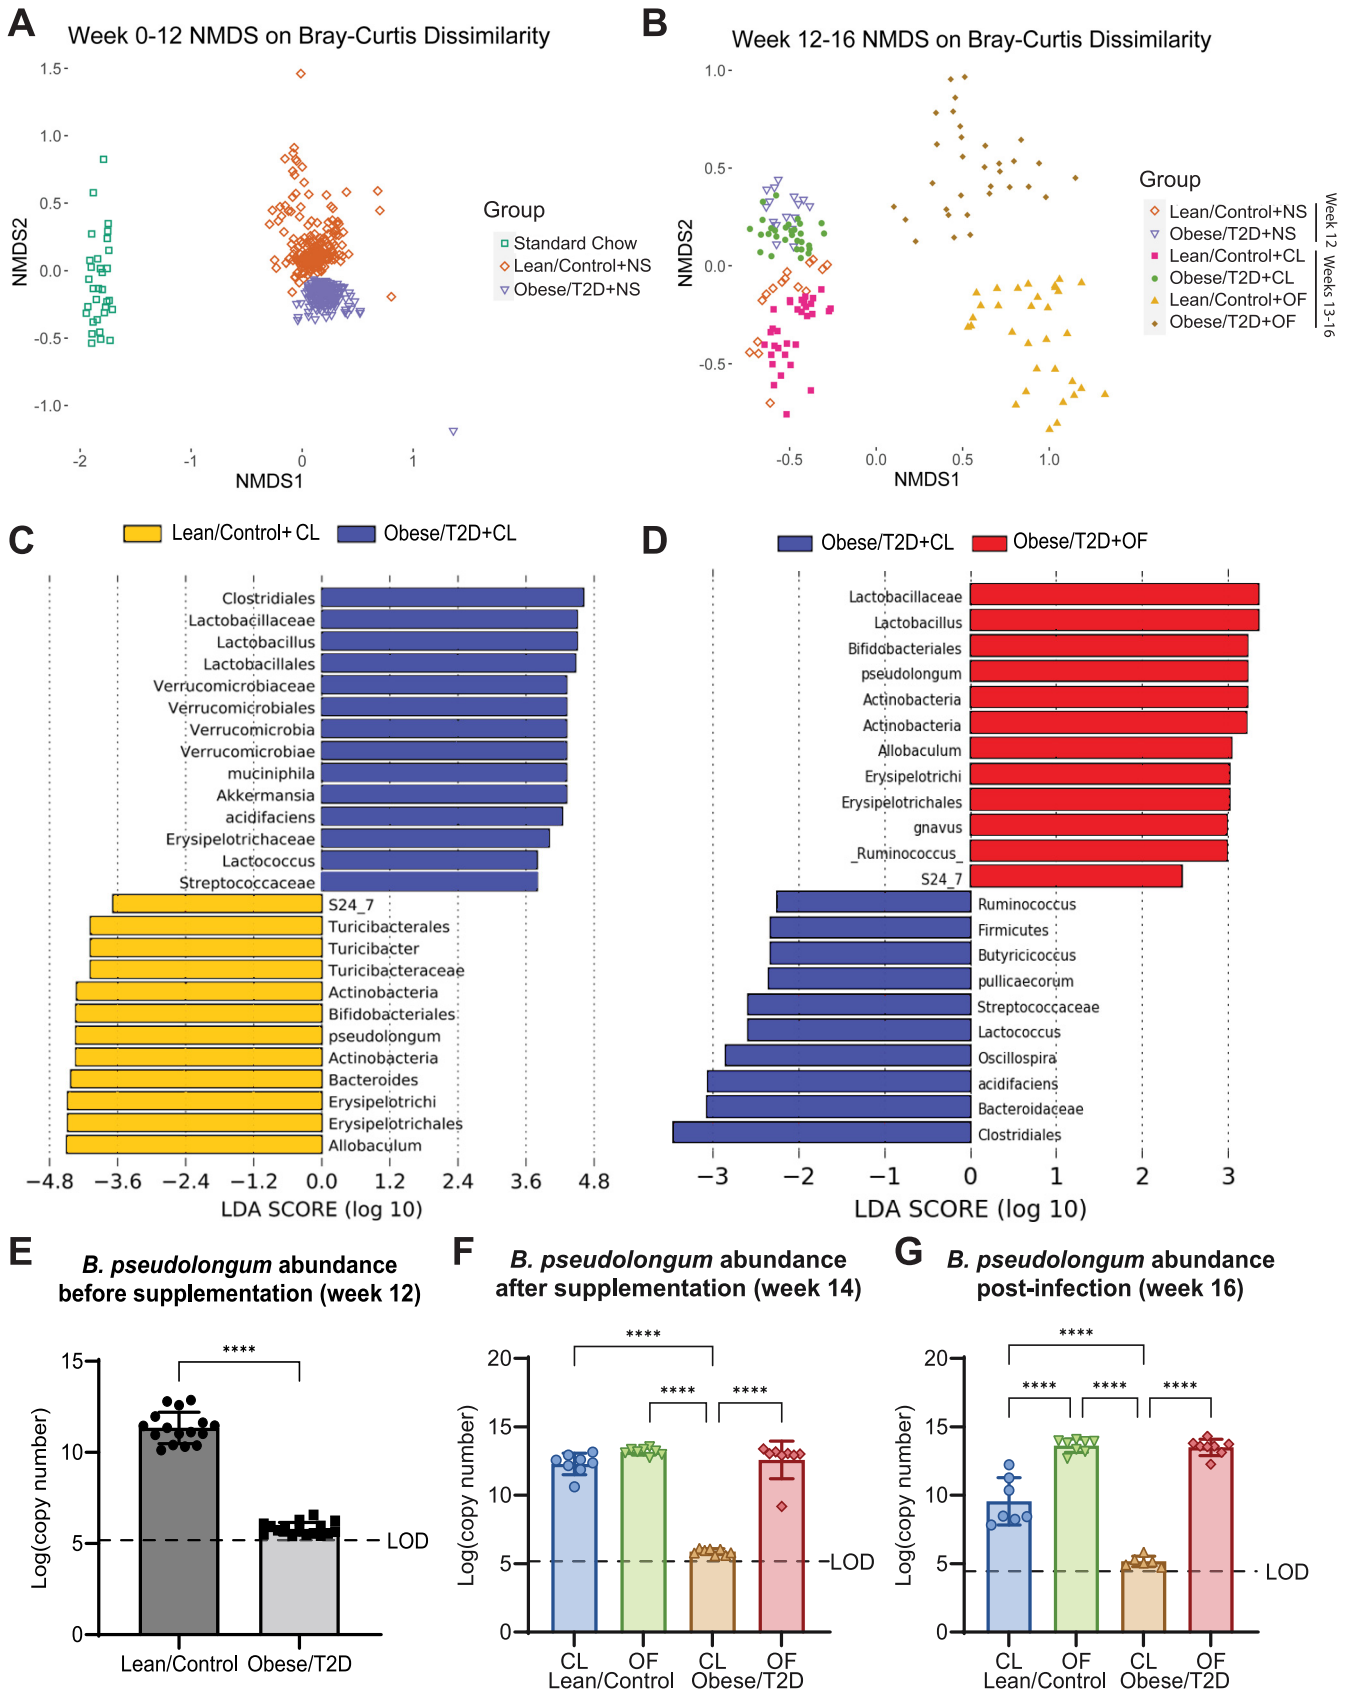 A
Week 0-12 NMDS on Bray-Curtis Dissimilarity
1.5
1.0
0.5
0.0
-0.5
-1.0
NMDS2
-2
-1
0
1
NMDS1
Group
Standard Chow
Lean/Control+NS
Obese/T2D+NS
B
Week 12-16 NMDS on Bray-Curtis Dissimilarity
1.0
0.5
0.0
-0.5
NMDS2
-0.5
0.0
0.5
1.0
NMDS1
Group
Lean/Control+NS
Obese/T2D+NS
Lean/Control+CL
Obese/T2D+CL
Lean/Control+OF
Obese/T2D+OF
Week 12
Weeks 13-16
C
Lean/Control+ CL
Obese/T2D+CL
Clostridiales
Lactobacillaceae
Lactobacillus
Lactobacillales
Verrucomicrobiaceae
Verrucomicrobiales
Verrucomicrobia
Verrucomicrobiae
muciniphila
Akkermansia
acidifaciens
Erysipelotrichaceae
Lactococcus
Streptococcaceae
S24_7
Turicibacterales
Turicibacter
Turicibacteraceae
Actinobacteria
Bifidobacteriales
pseudolongum
Actinobacteria
Bacteroides
Erysipelotrichi
Erysipelotrichales
Allobaculum
−4.8 −3.6 −2.4 −1.2 0.0 1.2 2.4 3.6 4.8
LDA SCORE (log 10)
D
Obese/T2D+CL
Obese/T2D+OF
Lactobacillaceae
Lactobacillus
Bifidobacteriales
pseudolongum
Actinobacteria
Actinobacteria
Allobaculum
Erysipelotrichi
Erysipelotrichales
gnavus
_Ruminococcus_
S24_7
Ruminococcus
Firmicutes
Butyricicoccus
pullicaecorum
Streptococcaceae
Lactococcus
Oscillospira
acidifaciens
Bacteroidaceae
Clostridiales
−3 −2 −1 0 1 2 3
LDA SCORE (log 10)
E
B. pseudolongum abundance
before supplementation (week 12)
****
15
10
5
0
Log(copy number)
LOD
Lean/Control Obese/T2D
F
B. pseudolongum abundance
after supplementation (week 14)
****
**** ****
20
15
10
5
0
Log(copy number)
LOD
CL OF CL OF
Lean/Control Obese/T2D
G
B. pseudolongum abundance
post-infection (week 16)
****
**** **** ****
20
15
10
5
0
Log(copy number)
LOD
CL OF CL OF
Lean/Control Obese/T2D